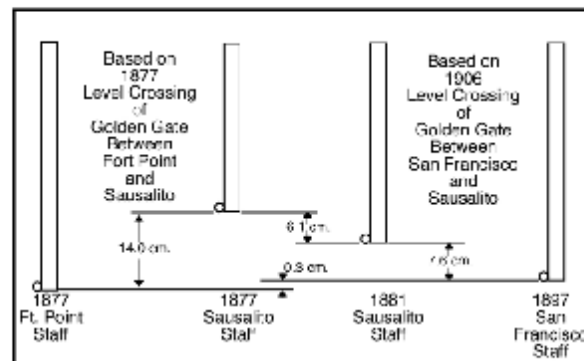 Based on
1877
Level Crossing
of
Golden Gate
Between
Fort Point
and
Sausalito
Based on
1906
Level Crossing
of
Golden Gate
Between
San Francisco
and
Sausalito
14.0 cm.
6.1 cm.
7.6 cm.
0.3 cm.
1877
Ft. Point
Staff
1877
Sausalito
Staff
1881
Sausalito
Staff
1897
San
Francisco
Staff